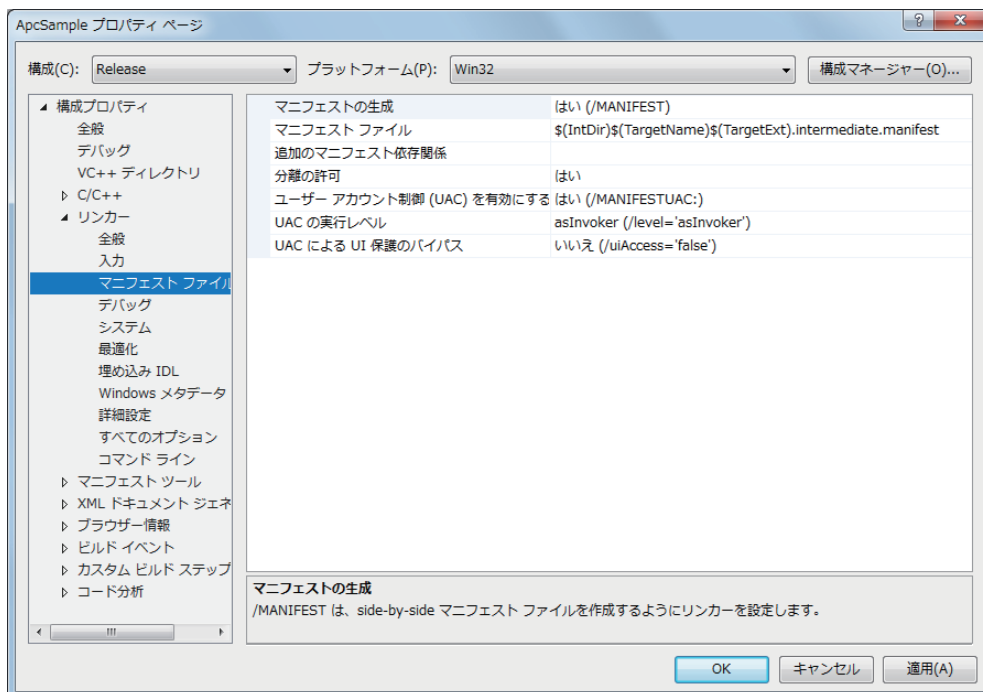 ApcSample プロパティ ページ
構成(C): Release プラットフォーム(P): Win32 構成マネージャー(O)...
構成プロパティ
全般
デバッグ
VC++ ディレクトリ
C/C++
リンカー
全般
入力
マニフェスト ファイル
デバッグ
システム
最適化
埋め込み IDL
Windows メタデータ
詳細設定
すべてのオプション
コマンド ライン
マニフェスト ツール
XML ドキュメント ジェネ
ブラウザー情報
ビルド イベント
カスタム ビルド ステップ
コード分析
マニフェストの生成 はい (/MANIFEST)
マニフェスト ファイル $(IntDir)$(TargetName)$(TargetExt).intermediate.manifest
追加のマニフェスト依存関係
分離の許可 はい
ユーザー アカウント制御 (UAC) を有効にする はい (/MANIFESTUAC:)
UAC の実行レベル asInvoker (/level='asInvoker')
UAC による UI 保護のバイパス いいえ (/uiAccess='false')
マニフェストの生成
/MANIFEST は、side-by-side マニフェスト ファイルを作成するようにリンカーを設定します。
OK キャンセル 適用(A)